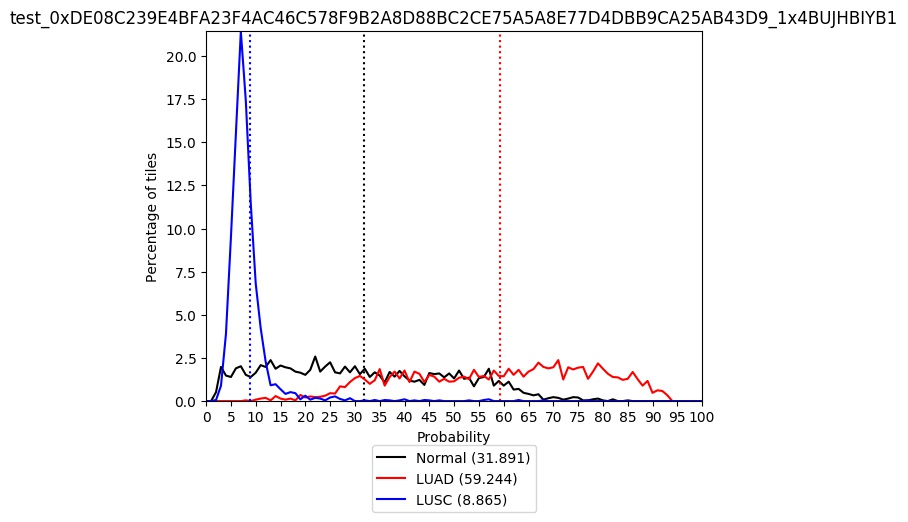 test_0xDE08C239E4BFA23F4AC46C578F9B2A8D88BC2CE75A5A8E77D4DBB9CA25AB43D9_1x4BUJHBIYB1
20.0
17.5
15.0
12.5
10.0
7.5
5.0
2.5
0.0
Percentage of tiles
0 5 10 15 20 25 30 35 40 45 50 55 60 65 70 75 80 85 90 95 100
Probability
Normal (31.891)
LUAD (59.244)
LUSC (8.865)